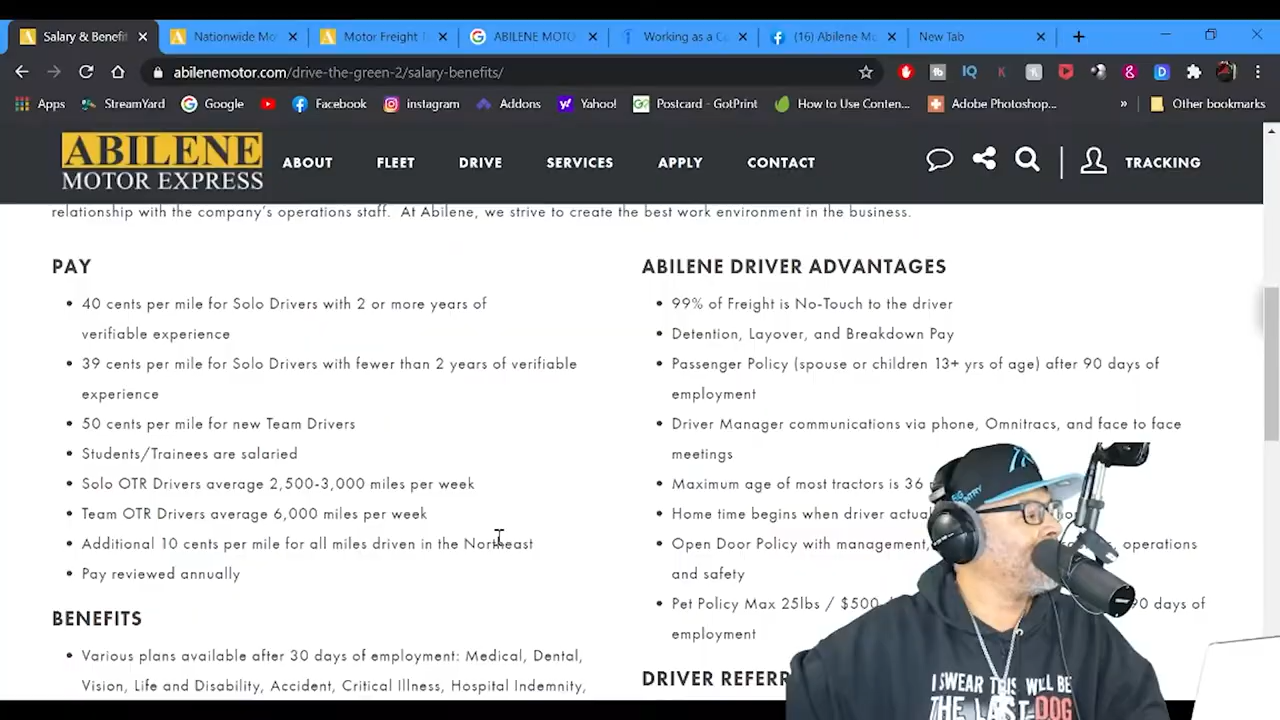 Salary & Benefit
Nationwide Mo
Motor Freight T
ABILENE MOTO
Working as a C
(16) Abilene Mo
New Tab
abilenemotor.com/drive-the-green-2/salary-benefits/
Apps
StreamYard
Google
Facebook
instagram
Addons
Yahoo!
Postcard - GotPrint
How to Use Conten...
Adobe Photoshop...
Other bookmarks
ABILENE
MOTOR EXPRESS
ABOUT
FLEET
DRIVE
SERVICES
APPLY
CONTACT
TRACKING
relationship with the company's operations staff. At Abilene, we strive to create the best work environment in the business.
PAY
40 cents per mile for Solo Drivers with 2 or more years of
verifiable experience
39 cents per mile for Solo Drivers with fewer than 2 years of verifiable
experience
50 cents per mile for new Team Drivers
Students/Trainees are salaried
Solo OTR Drivers average 2,500-3,000 miles per week
Team OTR Drivers average 6,000 miles per week
Additional 10 cents per mile for all miles driven in the Northeast
Pay reviewed annually
BENEFITS
Various plans available after 30 days of employment: Medical, Dental,
Vision, Life and Disability, Accident, Critical Illness, Hospital Indemnity,
ABILENE DRIVER ADVANTAGES
99% of Freight is No-Touch to the driver
Detention, Layover, and Breakdown Pay
Passenger Policy (spouse or children 13+ yrs of age) after 90 days of
employment
Driver Manager communications via phone, Omnitracs, and face to face
meetings
Maximum age of most tractors is 36
Home time begins when driver actual
Open Door Policy with management, operations
and safety
Pet Policy Max 25lbs / $500 90 days of
employment
DRIVER REFERR
I SWEAR THIS WILL BE
THE LAST DOG